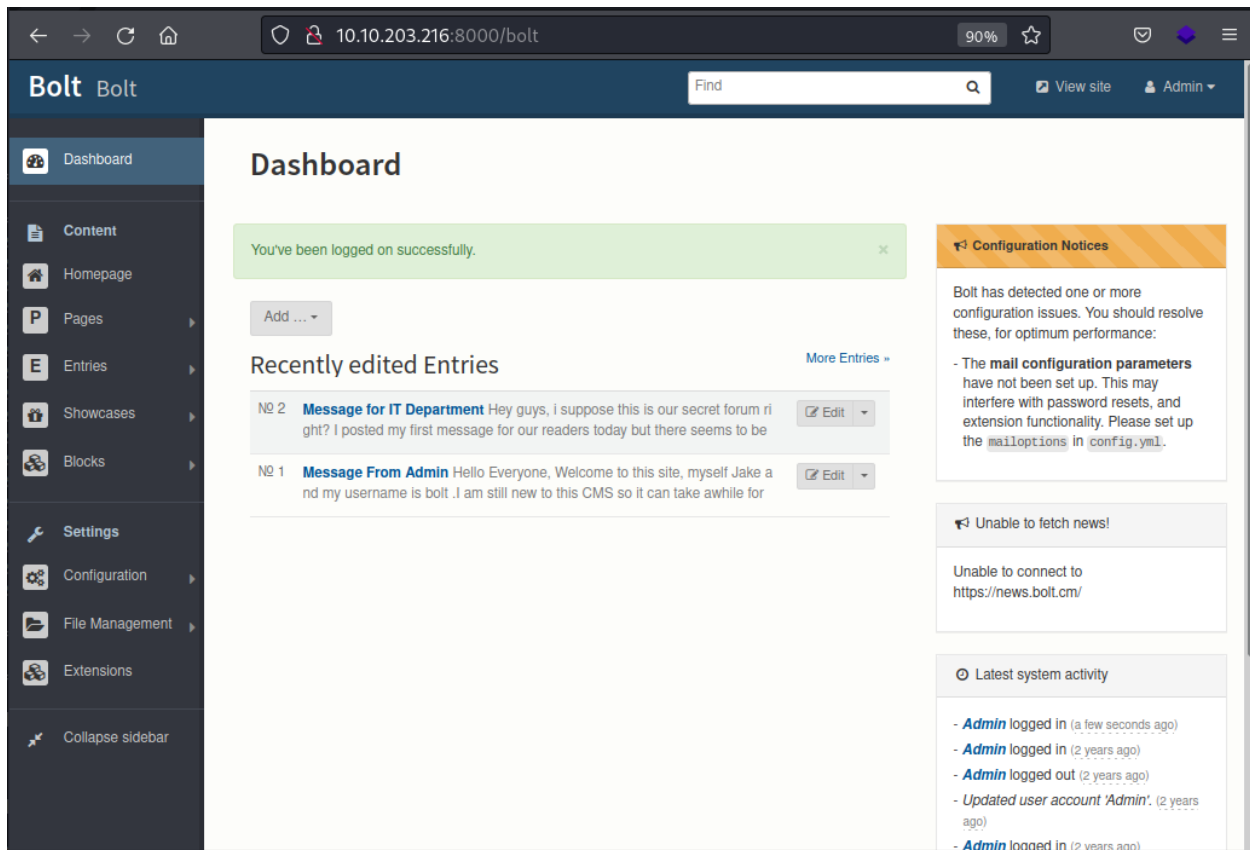 10.10.203.216:8000/bolt
90%
Bolt Bolt
Find
View site
Admin
Dashboard
Content
Homepage
P Pages
E Entries
Showcases
Blocks
Settings
Configuration
File Management
Extensions
Collapse sidebar
Dashboard
You've been logged on successfully.
×
Add ...
Recently edited Entries
More Entries »
№ 2 Message for IT Department Hey guys, i suppose this is our secret forum ri
ght? I posted my first message for our readers today but there seems to be
Edit
№ 1 Message From Admin Hello Everyone, Welcome to this site, myself Jake a
nd my username is bolt .I am still new to this CMS so it can take awhile for
Edit
Configuration Notices
Bolt has detected one or more
configuration issues. You should resolve
these, for optimum performance:
- The mail configuration parameters
have not been set up. This may
interfere with password resets, and
extension functionality. Please set up
the mailoptions in config.yml.
Unable to fetch news!
Unable to connect to
https://news.bolt.cm/
Latest system activity
- Admin logged in (a few seconds ago)
- Admin logged in (2 years ago)
- Admin logged out (2 years ago)
- Updated user account 'Admin'. (2 years
ago)
- Admin logged in (2 years ago)